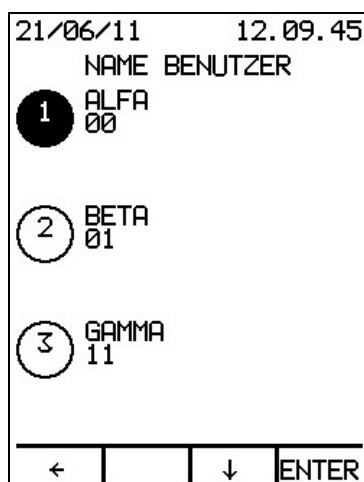 21/06/11 12.09.45
NAME BENUTZER
1 ALFA
00
2 BETA
01
3 GAMMA
11
← ↓ ENTER